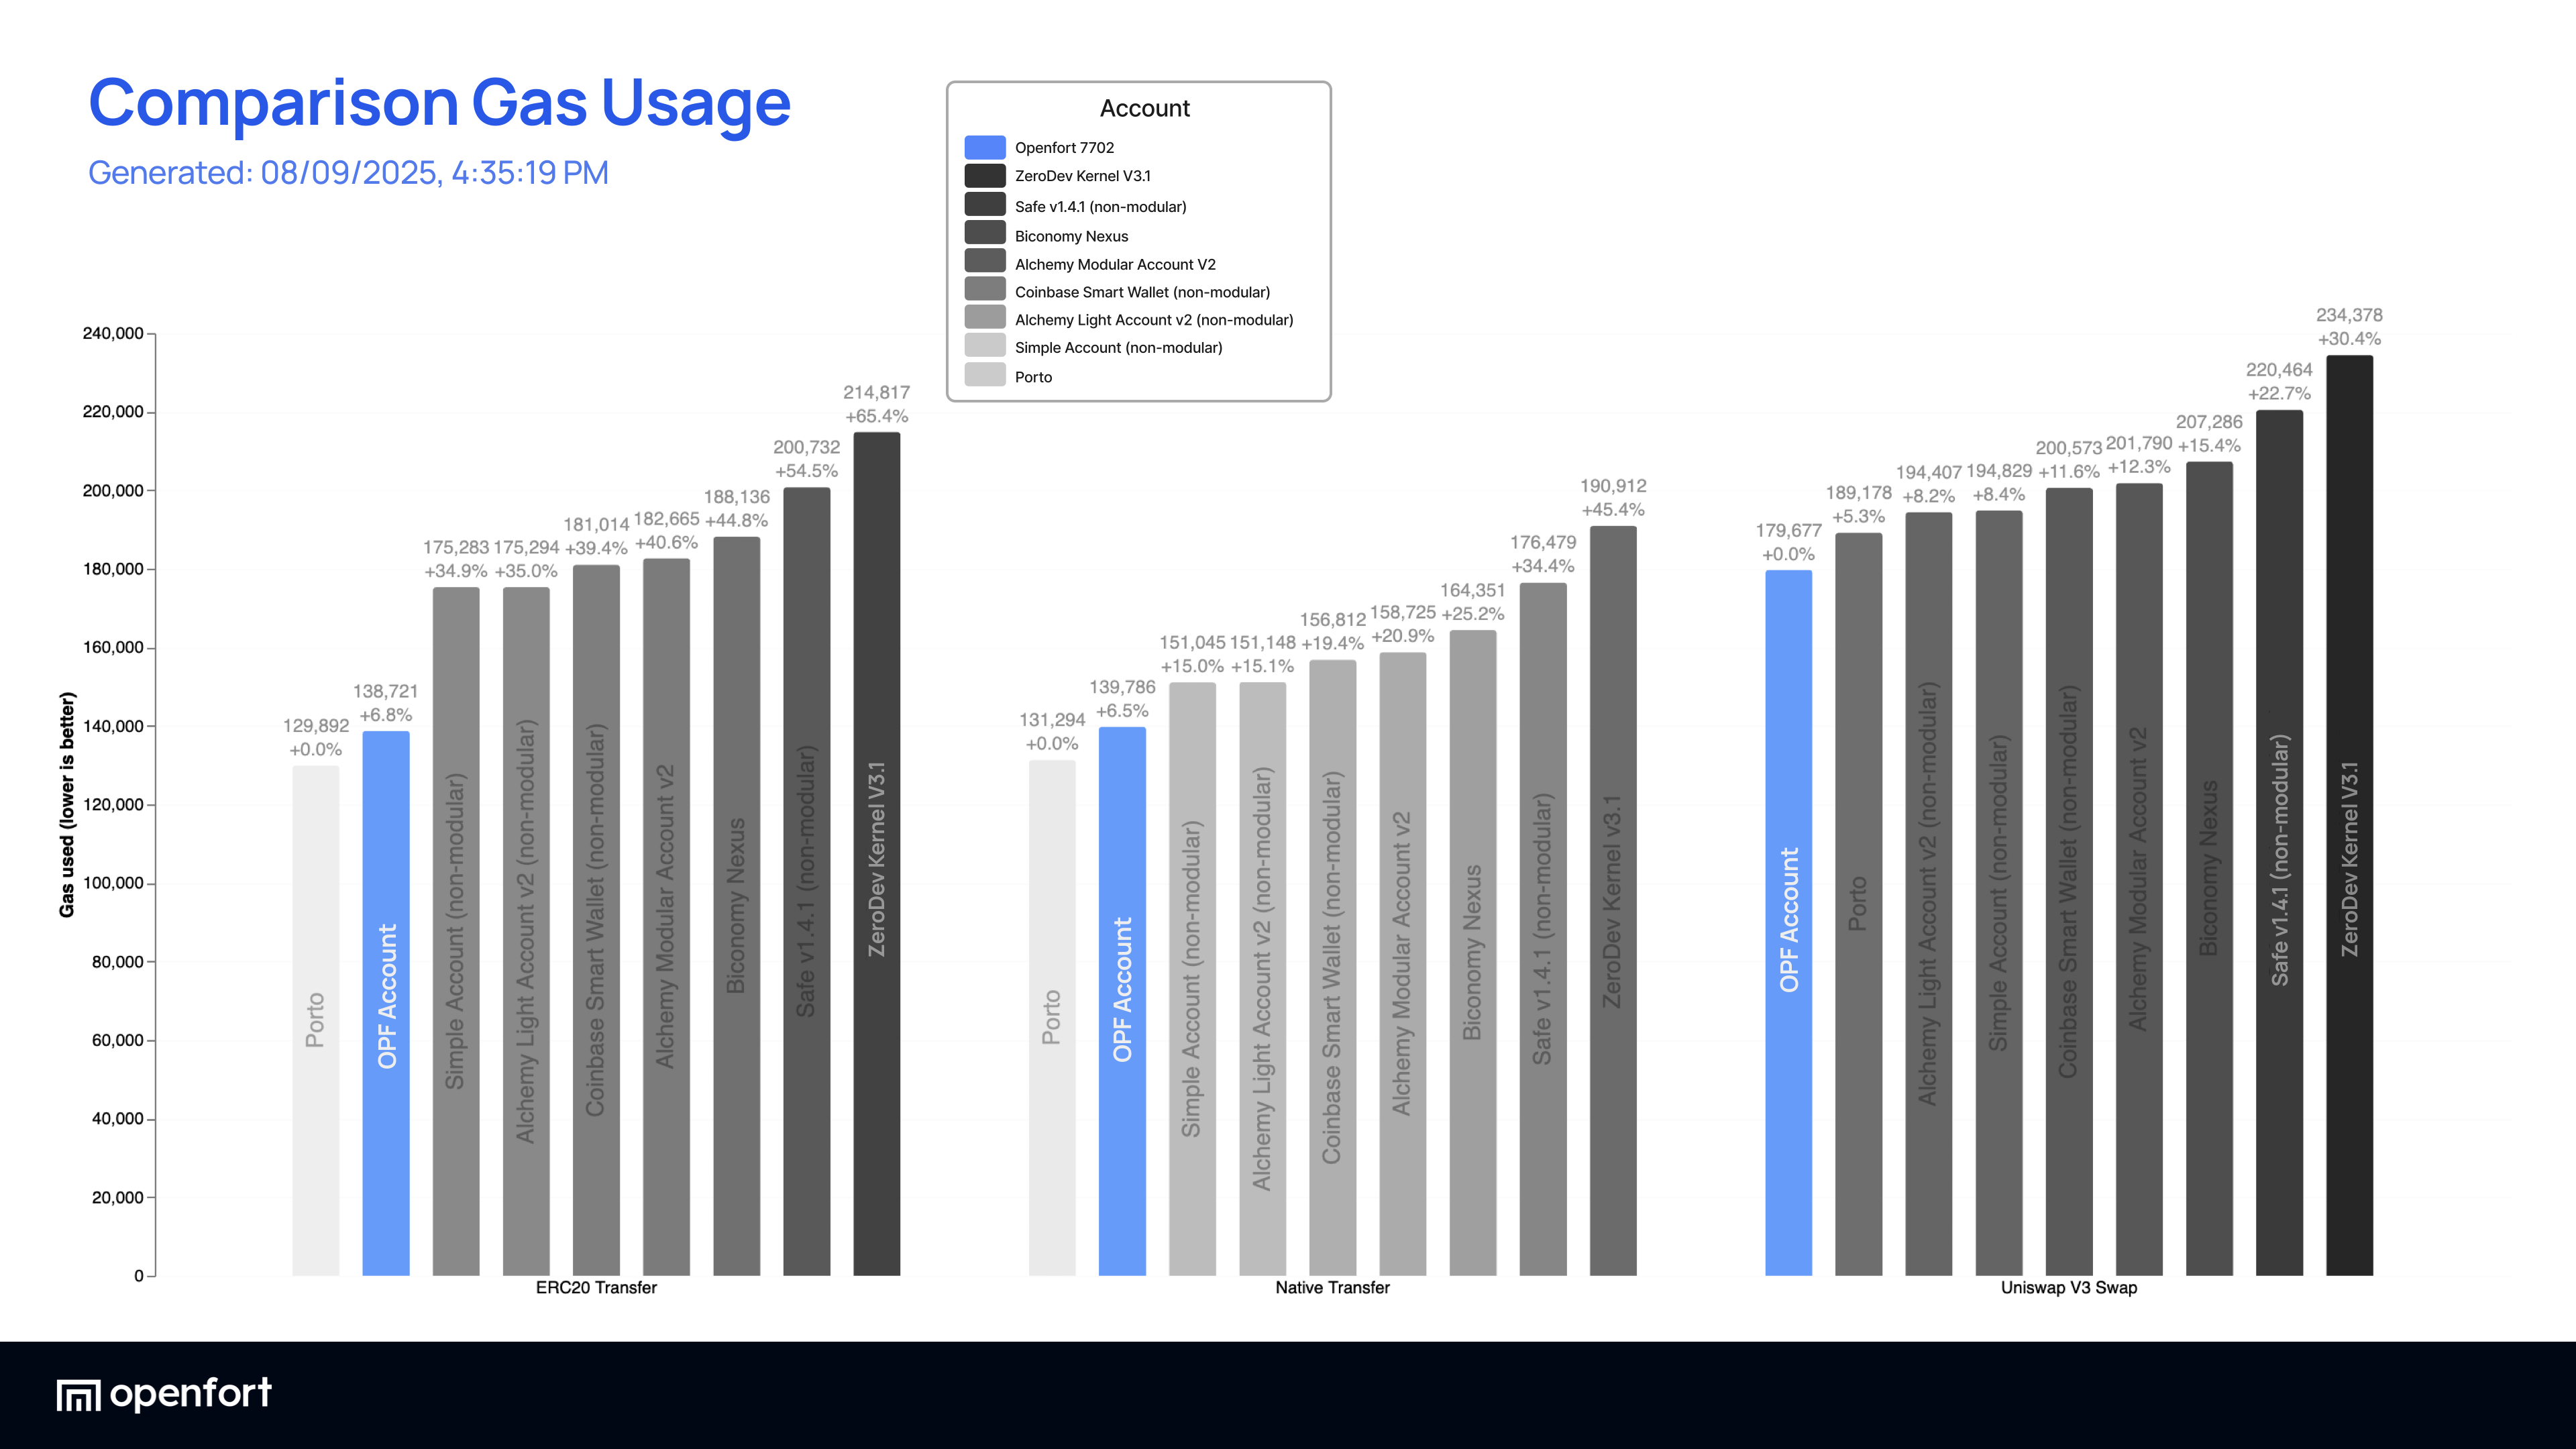 Comparison Gas Usage
Generated: 08/09/2025, 4:35:19 PM
Account
Openfort 7702
ZeroDev Kernel V3.1
Safe v1.4.1 (non-modular)
Biconomy Nexus
Alchemy Modular Account V2
Coinbase Smart Wallet (non-modular)
Alchemy Light Account v2 (non-modular)
Simple Account (non-modular)
Porto
Gas used (lower is better)
240,000
220,000
200,000
180,000
160,000
140,000
120,000
100,000
80,000
60,000
40,000
20,000
0
129,892
+0.0%
Porto
138,721
+6.8%
OPF Account
175,283
+34.9%
Simple Account (non-modular)
175,294
+35.0%
Alchemy Light Account v2 (non-modular)
181,014
+39.4%
Coinbase Smart Wallet (non-modular)
182,665
+40.6%
Alchemy Modular Account v2
188,136
+44.8%
Biconomy Nexus
200,732
+54.5%
Safe v1.4.1 (non-modular)
214,817
+65.4%
ZeroDev Kernel V3.1
ERC20 Transfer
131,294
+0.0%
Porto
139,786
+6.5%
OPF Account
151,045
+15.0%
Simple Account (non-modular)
151,148
+15.1%
Alchemy Light Account v2 (non-modular)
156,812
+19.4%
Coinbase Smart Wallet (non-modular)
158,725
+20.9%
Alchemy Modular Account v2
164,351
+25.2%
Biconomy Nexus
176,479
+34.4%
Safe v1.4.1 (non-modular)
190,912
+45.4%
ZeroDev Kernel v3.1
Native Transfer
179,677
+0.0%
OPF Account
189,178
+5.3%
Porto
194,407
+8.2%
Alchemy Light Account v2 (non-modular)
194,829
+8.4%
Simple Account (non-modular)
200,573
+11.6%
Coinbase Smart Wallet (non-modular)
201,790
+12.3%
Alchemy Modular Account v2
207,286
+15.4%
Biconomy Nexus
220,464
+22.7%
Safe v1.4.1 (non-modular)
234,378
+30.4%
ZeroDev Kernel V3.1
Uniswap V3 Swap
openfort